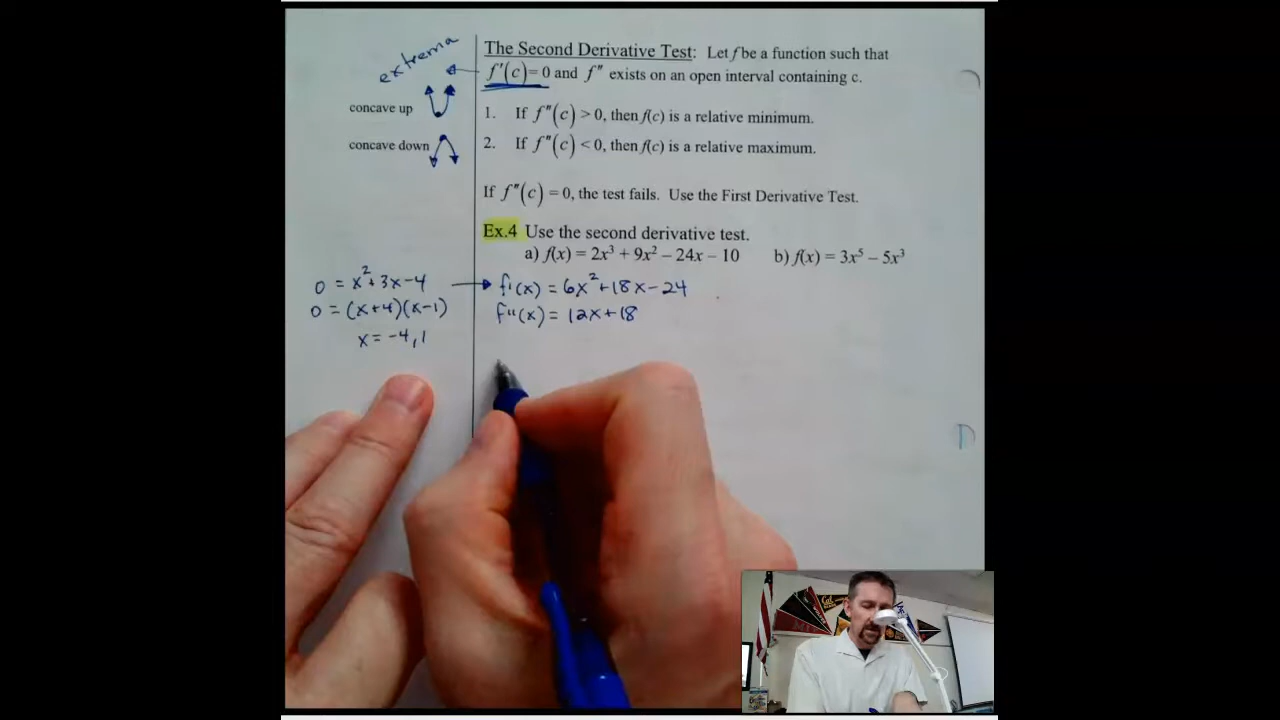 extrema
The Second Derivative Test: Let f be a function such that
f'(c)=0 and f" exists on an open interval containing c.
concave up
1. If f"(c) > 0, then f(c) is a relative minimum.
concave down
2. If f"(c) < 0, then f(c) is a relative maximum.
If f"(c) = 0, the test fails. Use the First Derivative Test.
Ex.4 Use the second derivative test.
a) f(x) = 2x³ + 9x² – 24x – 10 b) f(x) = 3x⁵ – 5x³
0 = x²+3x-4
f'(x) = 6x²+18x-24
0 = (x+4)(x-1)
f"(x) = 12x+18
x = -4,1
Cal